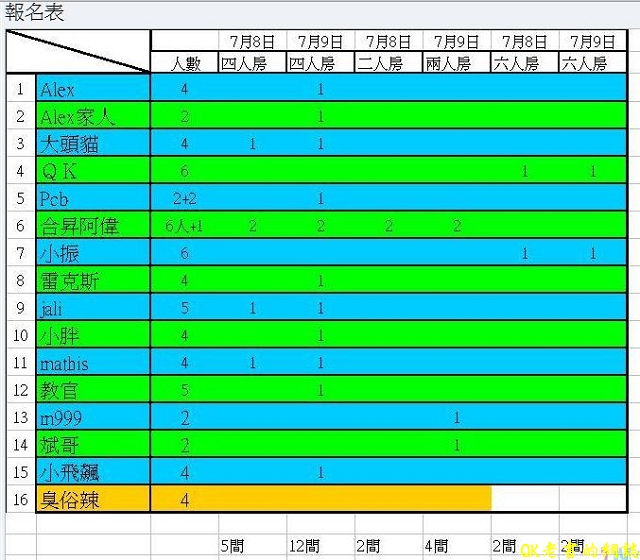 報名表
7月8日 7月9日 7月8日 7月9日 7月8日 7月9日
人數 四人房 四人房 二人房 兩人房 六人房 六人房
1 Alex 4 1
2 Alex家人 2 1
3 大頭貓 4 1 1
4 ＱＫ 6 1 1
5 Pcb 2+2 1
6 合昇阿偉 6人+1 2 2 2 2
7 小振 6 1 1
8 雷克斯 4 1
9 jali 5 1 1
10 小胖 4 1
11 mathis 4 1 1
12 教官 5 1
13 m999 2 1
14 斌哥 2 1
15 小飛飆 4 1
16 臭俗辣 4
5間 12間 2間 4間 2間 2間